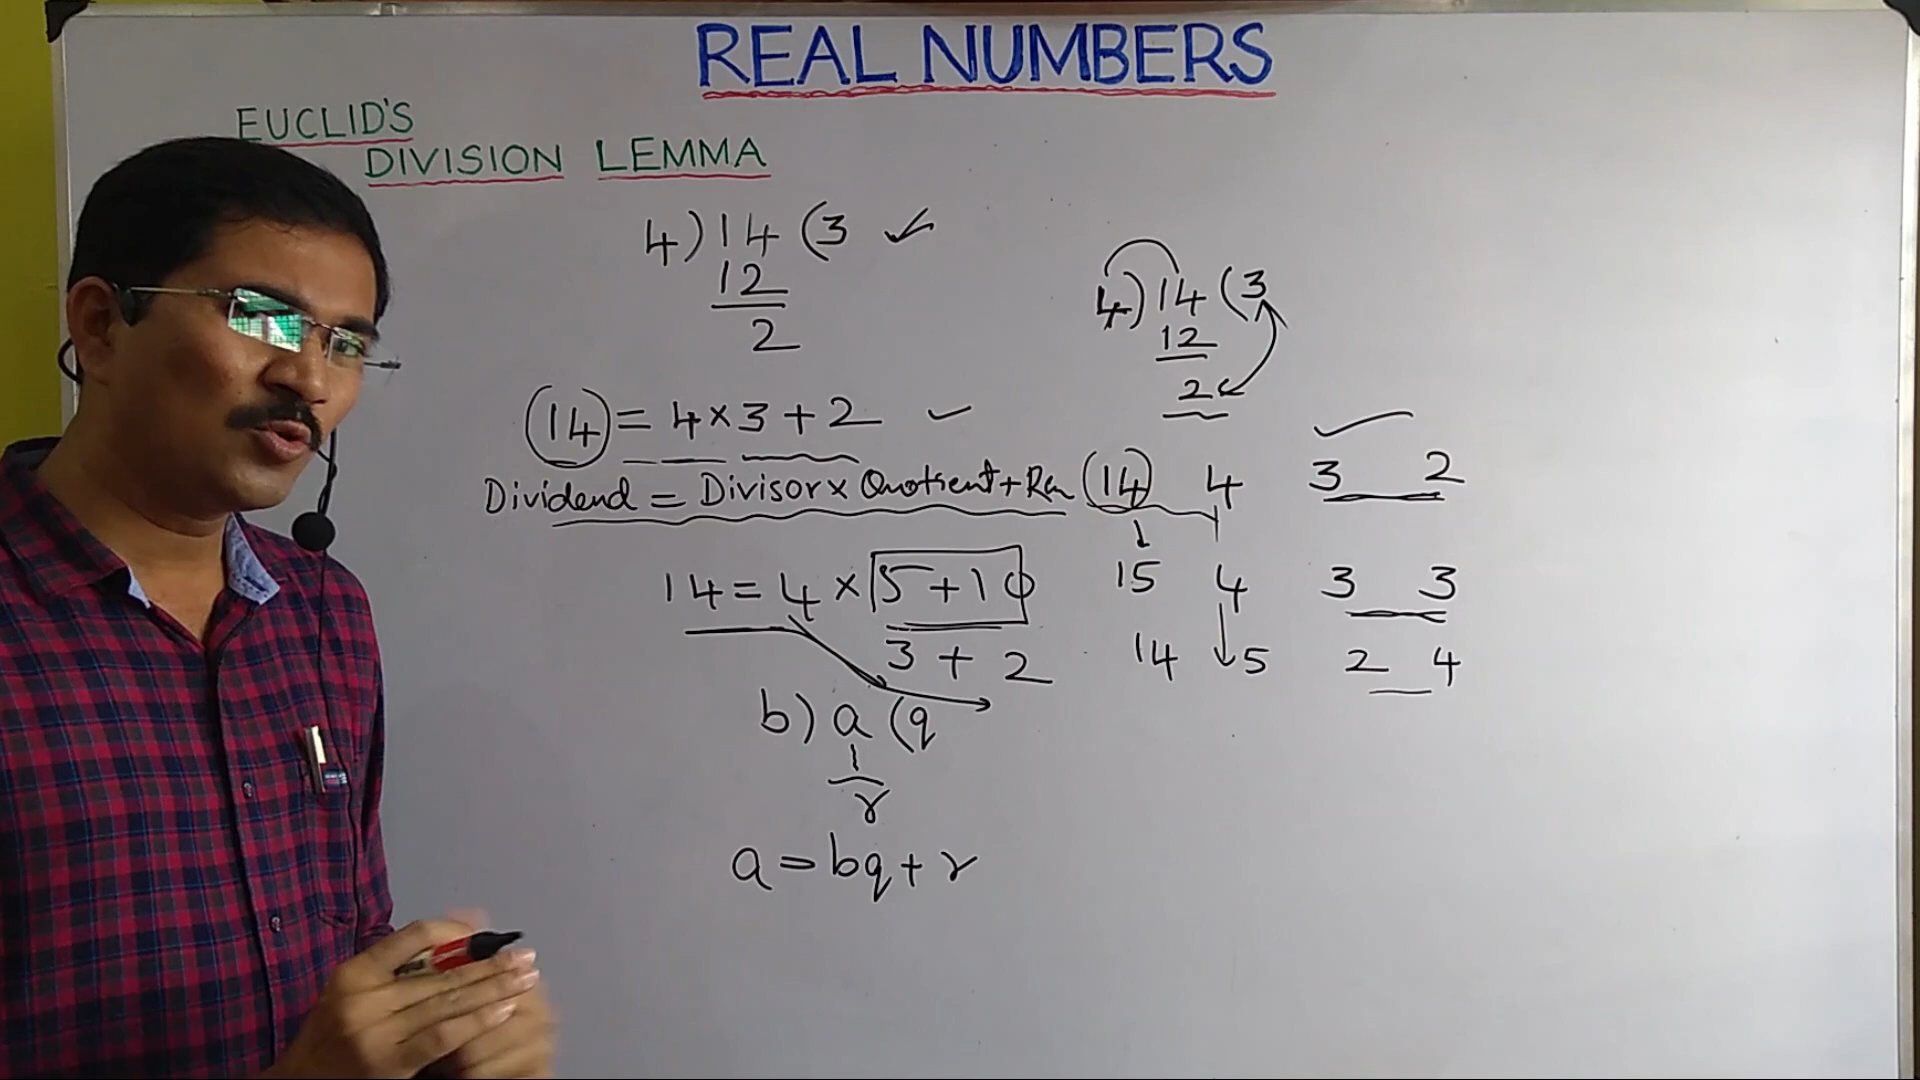 REAL NUMBERS
EUCLID'S
DIVISION LEMMA
4) 14 (3 ✓
12
2
4) 14 (3
12
2
14 = 4 × 3 + 2 ✓
Dividend = Divisor × Quotient + Rem
14 4 3 2 ✓
15 4 3 3
14 5 2 4
14 = 4 × 5 + 10
3 + 2
b) a (q
r
a = bq + r